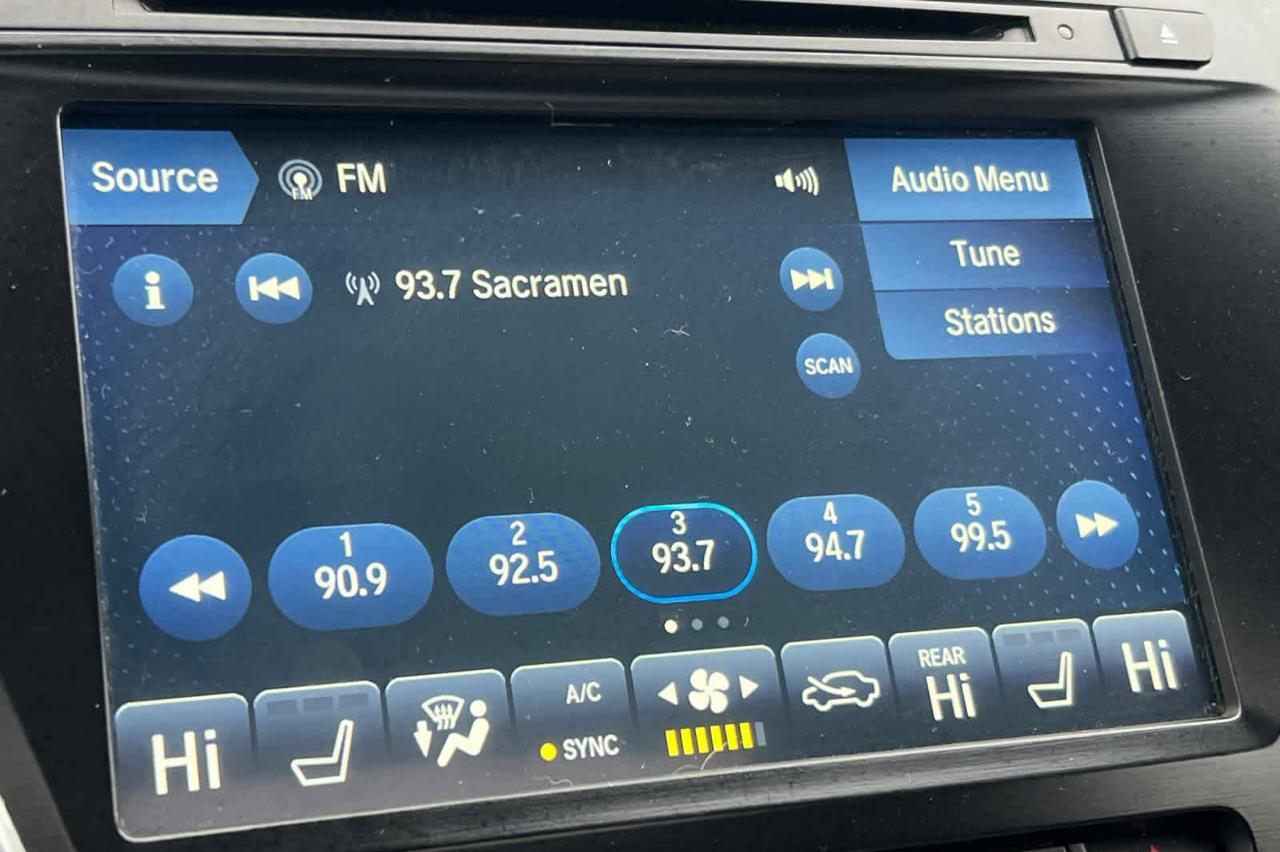 Source
FM
FM
Audio Menu
i
93.7 Sacramen
Tune
Stations
SCAN
1
90.9
2
92.5
3
93.7
4
94.7
5
99.5
Hi
A/C
SYNC
REAR
Hi
Hi